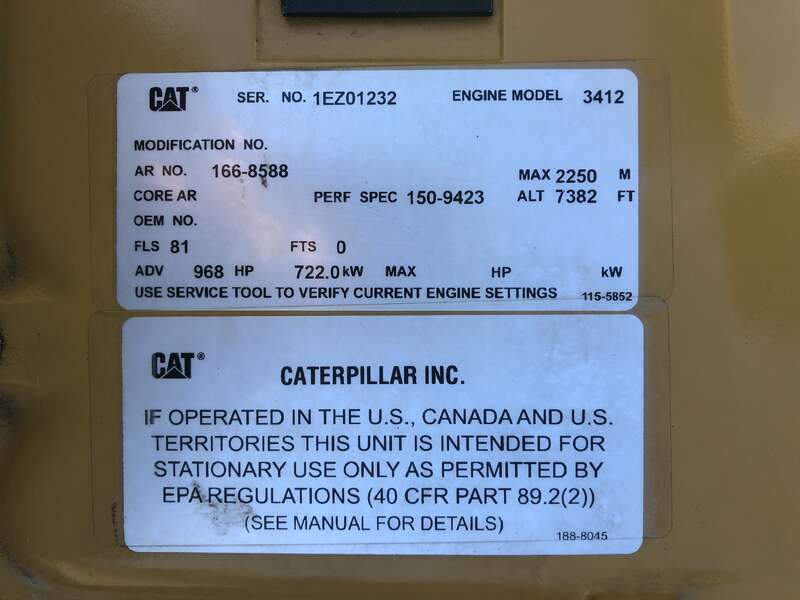 CAT® SER. NO. 1EZ01232 ENGINE MODEL 3412
MODIFICATION NO.
AR NO. 166-8588 MAX 2250 M
CORE AR PERF SPEC 150-9423 ALT 7382 FT
OEM NO.
FLS 81 FTS 0
ADV 968 HP 722.0 kW MAX HP kW
USE SERVICE TOOL TO VERIFY CURRENT ENGINE SETTINGS 115-5852
CAT® CATERPILLAR INC.
IF OPERATED IN THE U.S., CANADA AND U.S.
TERRITORIES THIS UNIT IS INTENDED FOR
STATIONARY USE ONLY AS PERMITTED BY
EPA REGULATIONS (40 CFR PART 89.2(2))
(SEE MANUAL FOR DETAILS)
188-8045